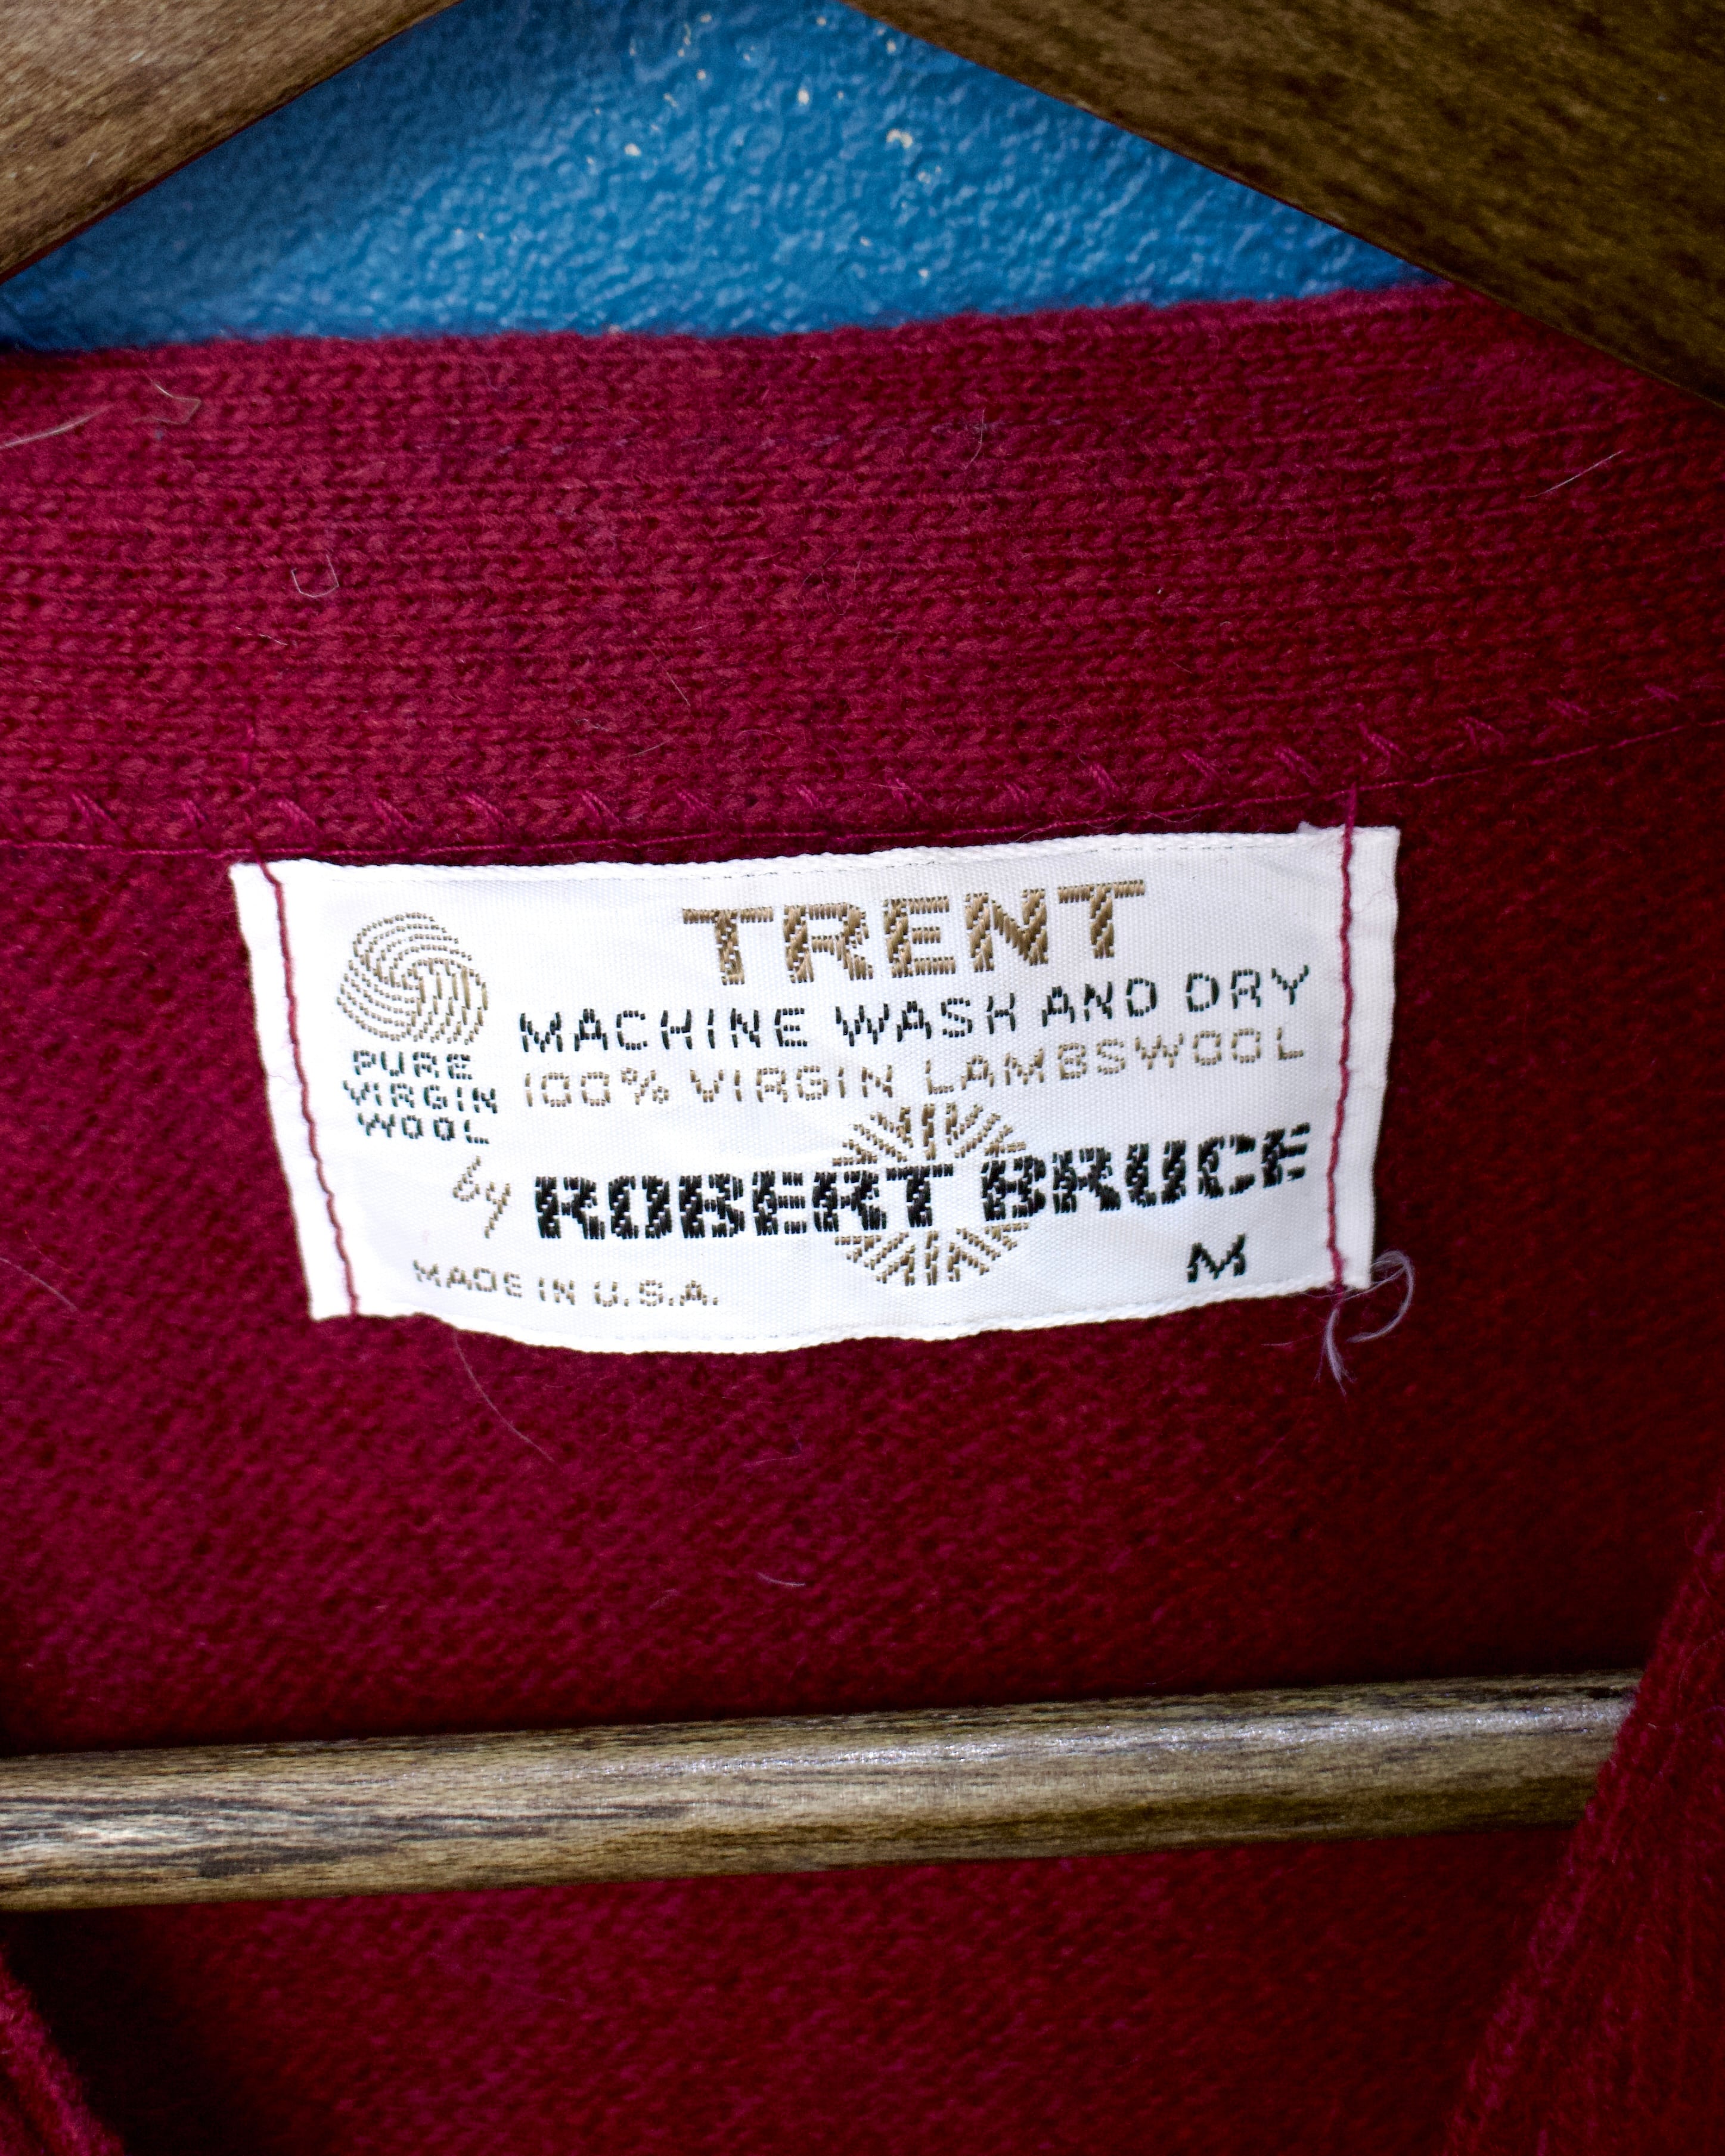 TRENT
MACHINE WASH AND DRY
100% VIRGIN LAMBSWOOL
PURE
VIRGIN
WOOL
by ROBERT BRUCE
MADE IN U.S.A.
M